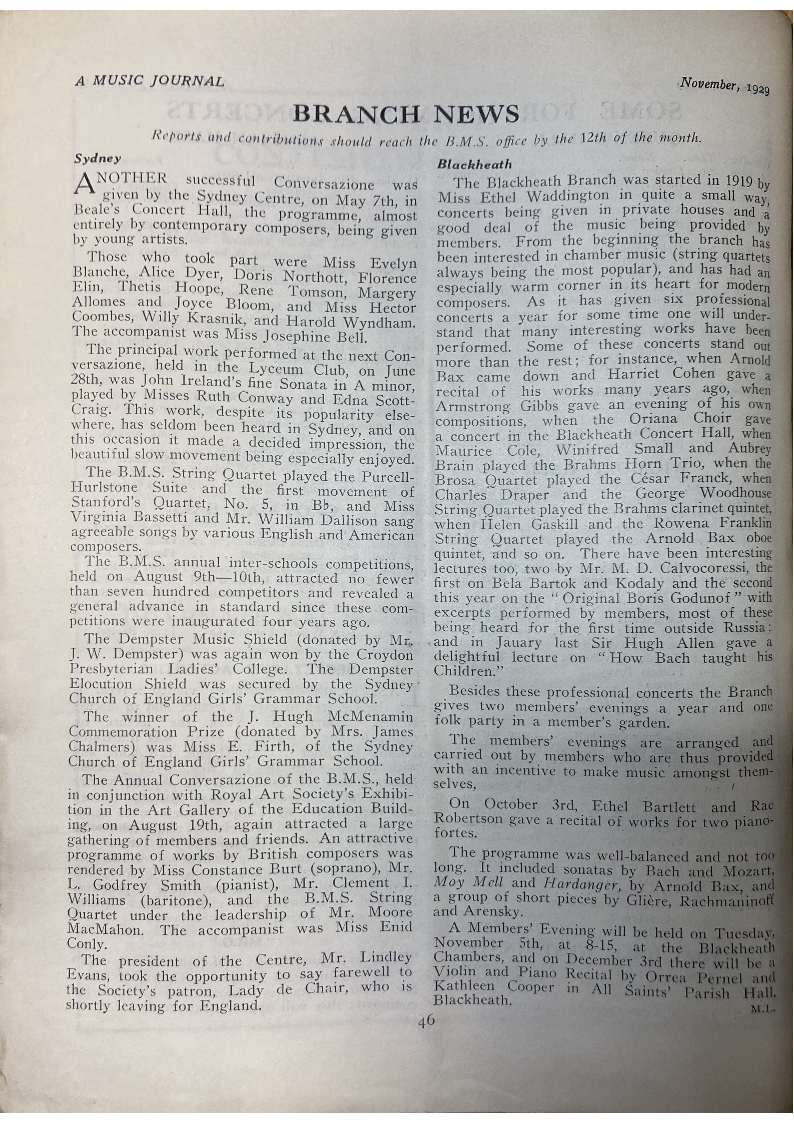 A MUSIC JOURNAL
November, 1929
BRANCH NEWS
Reports and contributions should reach the B.M.S. office by the 12th of the month.
Sydney
ANOTHER successful Conversazione was
given by the Sydney Centre, on May 7th, in
Beale's Concert Hall, the programme, almost
entirely by contemporary composers, being given
by young artists.
Those who took part were Miss Evelyn
Blanche, Alice Dyer, Doris Northott, Florence
Elin, Thetis Hoope, Rene Tomson, Margery
Allomes and Joyce Bloom, and Miss Hector
Coombes, Willy Krasnik, and Harold Wyndham.
The accompanist was Miss Josephine Bell.
The principal work performed at the next Con-
versazione, held in the Lyceum Club, on June
28th, was John Ireland's fine Sonata in A minor,
played by Misses Ruth Conway and Edna Scott-
Craig. This work, despite its popularity else-
where, has seldom been heard in Sydney, and on
this occasion it made a decided impression, the
beautiful slow movement being especially enjoyed.
The B.M.S. String Quartet played the Purcell-
Hurlstone Suite and the first movement of
Stanford's Quartet, No. 5, in Bb, and Miss
Virginia Bassetti and Mr. William Dallison sang
agreeable songs by various English and American
composers.
The B.M.S. annual inter-schools competitions,
held on August 9th—10th, attracted no fewer
than seven hundred competitors and revealed a
general advance in standard since these com-
petitions were inaugurated four years ago.
The Dempster Music Shield (donated by Mr.
J. W. Dempster) was again won by the Croydon
Presbyterian Ladies' College. The Dempster
Elocution Shield was secured by the Sydney
Church of England Girls' Grammar School.
The winner of the J. Hugh McMenamin
Commemoration Prize (donated by Mrs. James
Chalmers) was Miss E. Firth, of the Sydney
Church of England Girls' Grammar School.
The Annual Conversazione of the B.M.S., held
in conjunction with Royal Art Society's Exhibi-
tion in the Art Gallery of the Education Build-
ing, on August 19th, again attracted a large
gathering of members and friends. An attractive
programme of works by British composers was
rendered by Miss Constance Burt (soprano), Mr.
L. Godfrey Smith (pianist), Mr. Clement I.
Williams (baritone), and the B.M.S. String
Quartet under the leadership of Mr. Moore
MacMahon. The accompanist was Miss Enid
Conly.
The president of the Centre, Mr. Lindley
Evans, took the opportunity to say farewell to
the Society's patron, Lady de Chair, who is
shortly leaving for England.
Blackheath
The Blackheath Branch was started in 1919 by
Miss Ethel Waddington in quite a small way,
concerts being given in private houses and a
good deal of the music being provided by
members. From the beginning the branch has
been interested in chamber music (string quartets
always being the most popular), and has had an
especially warm corner in its heart for modern
composers. As it has given six professional
concerts a year for some time one will under-
stand that many interesting works have been
performed. Some of these concerts stand out
more than the rest; for instance, when Arnold
Bax came down and Harriet Cohen gave a
recital of his works many years ago, when
Armstrong Gibbs gave an evening of his own
compositions, when the Oriana Choir gave
a concert in the Blackheath Concert Hall, when
Maurice Cole, Winifred Small and Aubrey
Brain played the Brahms Horn Trio, when the
Brosa Quartet played the César Franck, when
Charles Draper and the George Woodhouse
String Quartet played the Brahms clarinet quintet,
when Helen Gaskill and the Rowena Franklin
String Quartet played the Arnold Bax oboe
quintet, and so on. There have been interesting
lectures too, two by Mr. M. D. Calvocoressi, the
first on Bela Bartok and Kodaly and the second
this year on the "Original Boris Godunof" with
excerpts performed by members, most of these
being heard for the first time outside Russia:
and in Jauary last Sir Hugh Allen gave a
delightful lecture on "How Bach taught his
Children."
Besides these professional concerts the Branch
gives two members' evenings a year and one
folk party in a member's garden.
The members' evenings are arranged and
carried out by members who are thus provided
with an incentive to make music amongst them-
selves,
On October 3rd, Ethel Bartlett and Rae
Robertson gave a recital of works for two piano-
fortes.
The programme was well-balanced and not too
long. It included sonatas by Bach and Mozart,
Moy Mell and Hardanger, by Arnold Bax, and
a group of short pieces by Glière, Rachmaninoff
and Arensky.
A Members' Evening will be held on Tuesday,
November 5th, at 8-15, at the Blackheath
Chambers, and on December 3rd there will be a
Violin and Piano Recital by Orrea Pernel and
Kathleen Cooper in All Saints' Parish Hall,
Blackheath.
M.L.
46